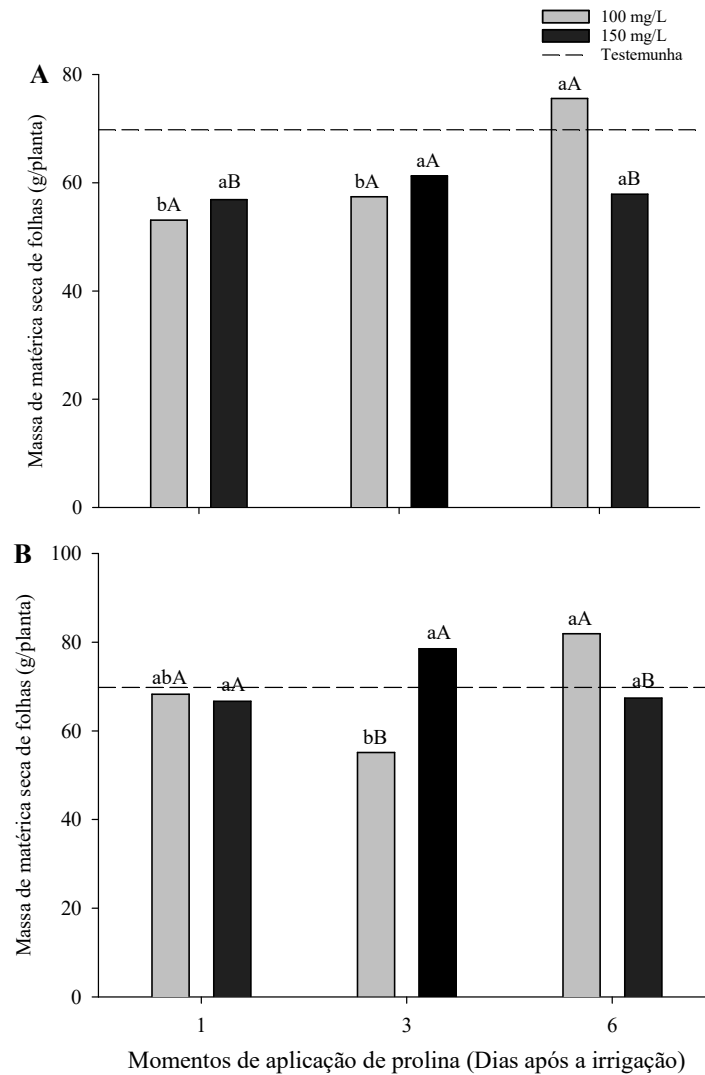 100 mg/L
150 mg/L
Testemunha
A
80
60
40
20
0
Massa de matérica seca de folhas (g/planta)
bA
aB
bA
aA
aA
aB
B
100
80
60
40
20
0
Massa de matérica seca de folhas (g/planta)
abA
aA
bB
aA
aA
aB
1 3 6
Momentos de aplicação de prolina (Dias após a irrigação)